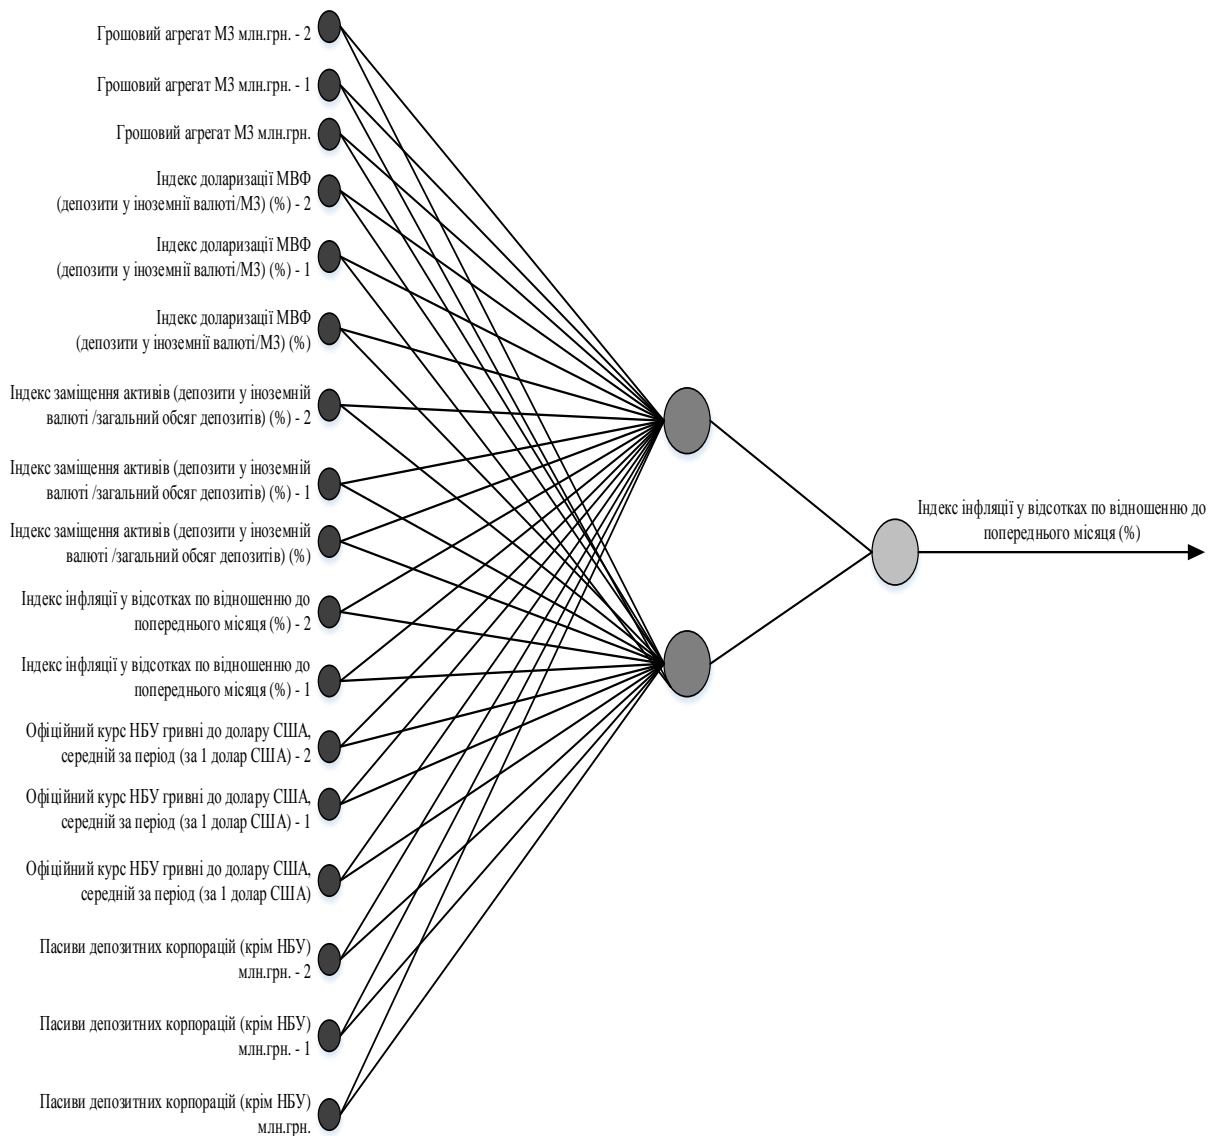 Грошовий агрегат М3 млн.грн. - 2
Грошовий агрегат М3 млн.грн. - 1
Грошовий агрегат М3 млн.грн.
Індекс доларизації МВФ
(депозити у іноземнії валюті/М3) (%) - 2
Індекс доларизації МВФ
(депозити у іноземнії валюті/М3) (%) - 1
Індекс доларизації МВФ
(депозити у іноземнії валюті/М3) (%)
Індекс заміщення активів (депозити у іноземній
валюті /загальний обсяг депозитів) (%) - 2
Індекс заміщення активів (депозити у іноземній
валюті /загальний обсяг депозитів) (%) - 1
Індекс заміщення активів (депозити у іноземній
валюті /загальний обсяг депозитів) (%)
Індекс інфляції у відсотках по відношенню до
попереднього місяця (%) - 2
Індекс інфляції у відсотках по відношенню до
попереднього місяця (%) - 1
Офіційний курс НБУ гривні до долару США,
середній за період (за 1 долар США) - 2
Офіційний курс НБУ гривні до долару США,
середній за період (за 1 долар США) - 1
Офіційний курс НБУ гривні до долару США,
середній за період (за 1 долар США)
Пасиви депозитних корпорацій (крім НБУ)
млн.грн. - 2
Пасиви депозитних корпорацій (крім НБУ)
млн.грн. - 1
Пасиви депозитних корпорацій (крім НБУ)
млн.грн.
Індекс інфляції у відсотках по відношенню до
попереднього місяця (%)